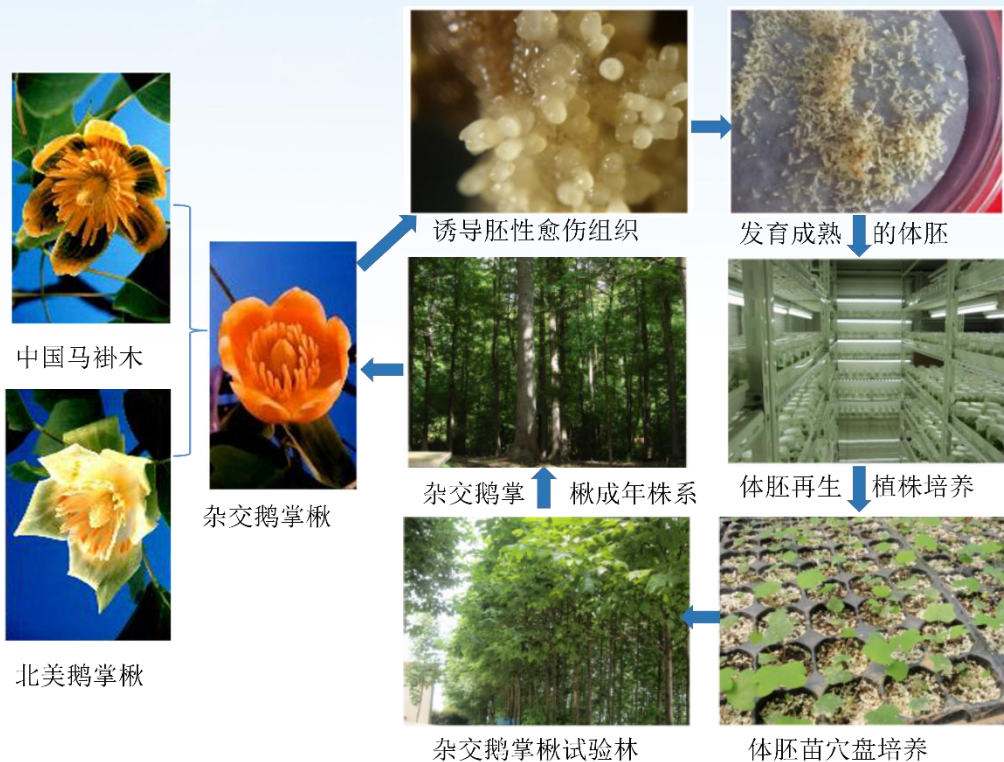 中国马褂木
北美鹅掌楸
杂交鹅掌楸
诱导胚性愈伤组织
发育成熟的体胚
体胚再生植株培养
体胚苗穴盘培养
杂交鹅掌楸试验林
杂交鹅掌楸成年株系